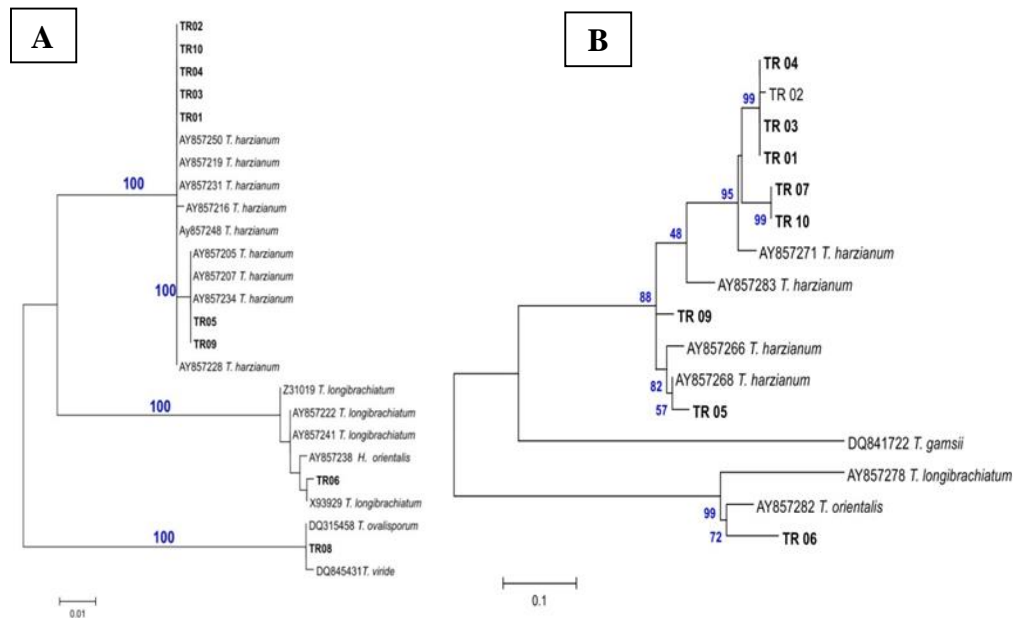 A
TR02
TR10
TR04
TR03
TR01
AY857250 T. harzianum
AY857219 T. harzianum
AY857231 T. harzianum
100
AY857216 T. harzianum
Ay857248 T. harzianum
AY857205 T. harzianum
AY857207 T. harzianum
100
AY857234 T. harzianum
TR05
TR09
AY857228 T. harzianum
Z31019 T. longibrachiatum
100
AY857222 T. longibrachiatum
AY857241 T. longibrachiatum
AY857238 H. orientalis
TR06
X93929 T. longibrachiatum
DQ315458 T. ovalisporum
100
TR08
DQ845431T. viride
0.01
B
TR 04
99
TR 02
TR 03
TR 01
95
TR 07
99
TR 10
48
AY857271 T. harzianum
AY857283 T. harzianum
88
TR 09
AY857266 T. harzianum
82
AY857268 T. harzianum
57
TR 05
DQ841722 T. gamsii
AY857278 T. longibrachiatum
99
AY857282 T. orientalis
72
TR 06
0.1